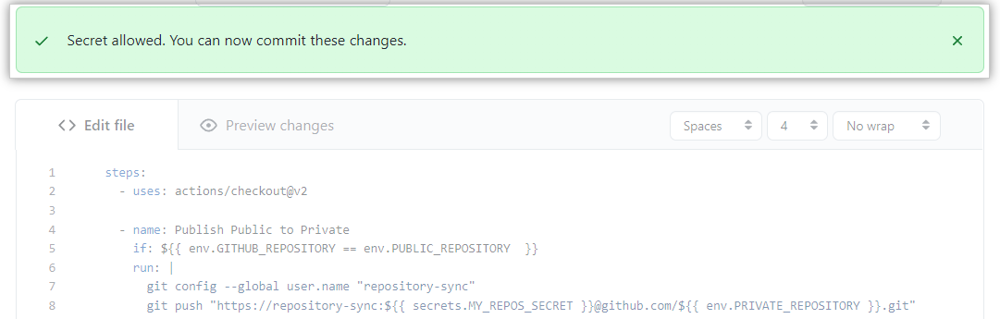 Secret allowed. You can now commit these changes.
<> Edit file
Preview changes
Spaces
4
No wrap
1 steps:
2 - uses: actions/checkout@v2
3
4 - name: Publish Public to Private
5 if: ${{ env.GITHUB_REPOSITORY == env.PUBLIC_REPOSITORY  }}
6 run: |
7 git config --global user.name "repository-sync"
8 git push "https://repository-sync:${{ secrets.MY_REPOS_SECRET }}@github.com/${{ env.PRIVATE_REPOSITORY }}.git"